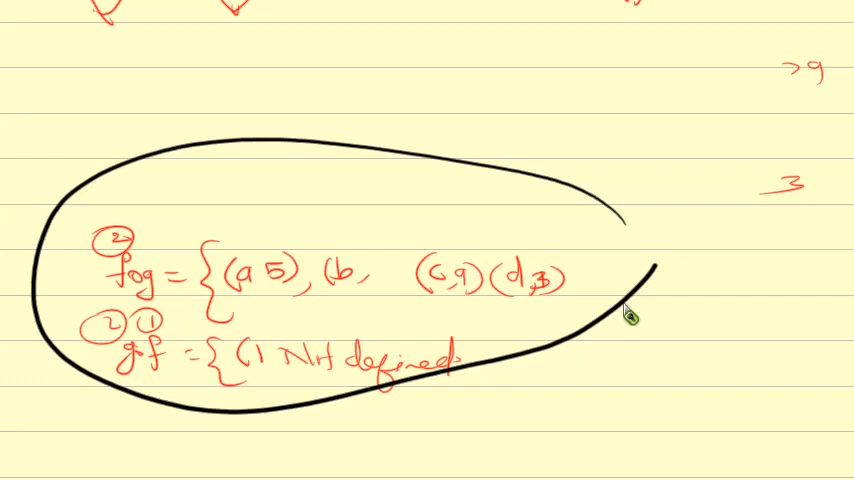 >9
3
②
fog = { (a 5), (b, (c,9) (d,3)
② ①
gof = { (1 Not defined